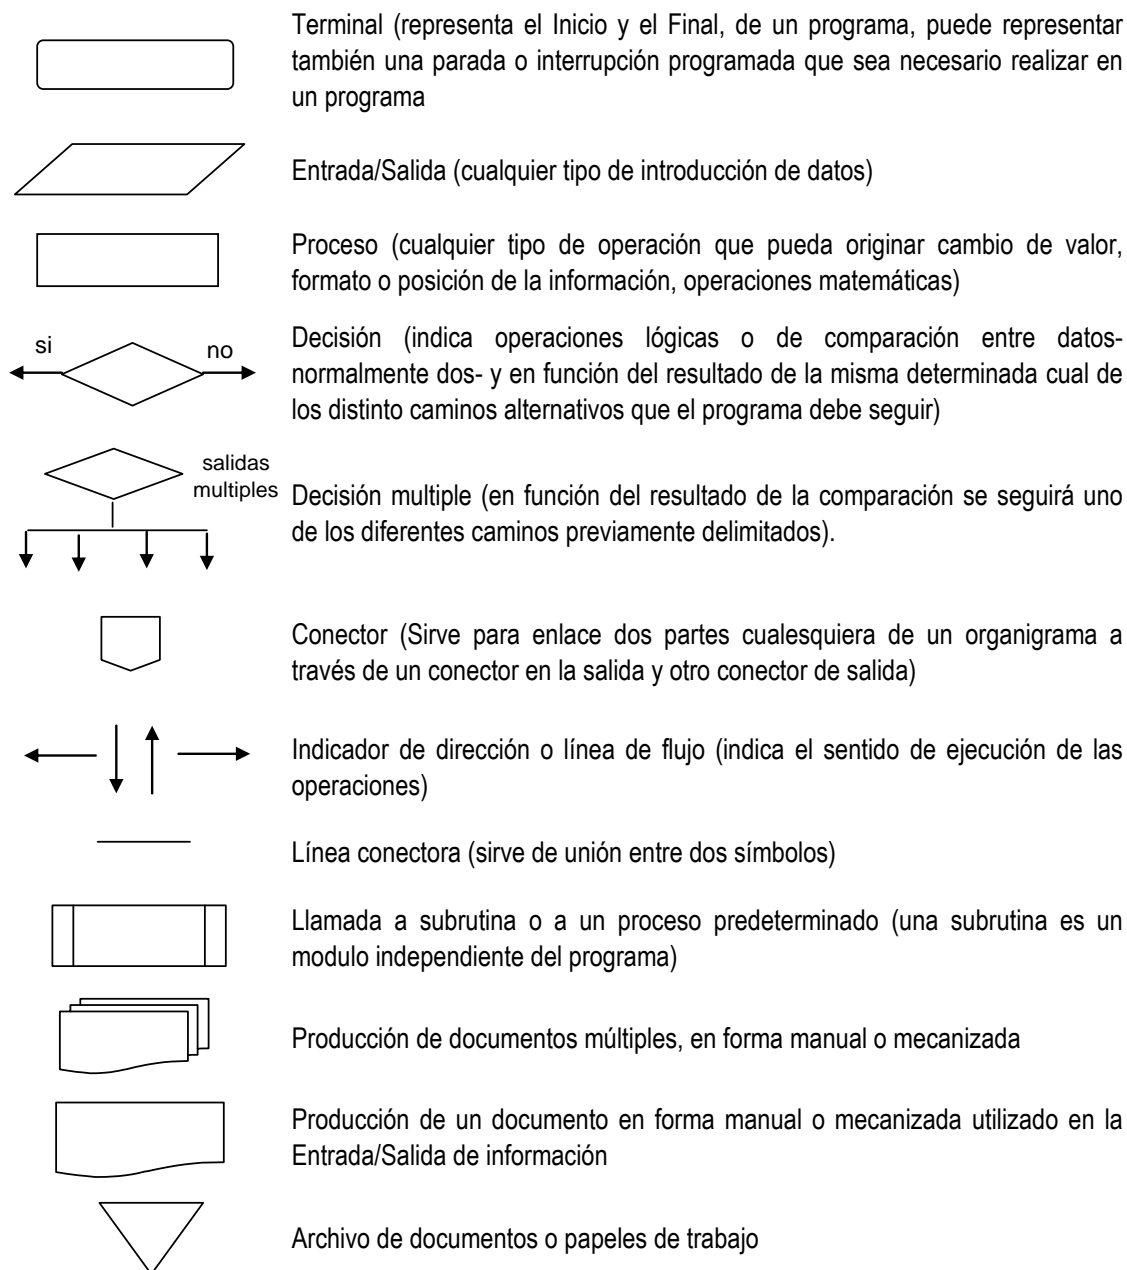 Terminal (representa el Inicio y el Final, de un programa, puede representar
también una parada o interrupción programada que sea necesario realizar en
un programa
Entrada/Salida (cualquier tipo de introducción de datos)
Proceso (cualquier tipo de operación que pueda originar cambio de valor,
formato o posición de la información, operaciones matemáticas)
si
no
Decisión (indica operaciones lógicas o de comparación entre datos-
normalmente dos- y en función del resultado de la misma determinada cual de
los distinto caminos alternativos que el programa debe seguir)
salidas
multiples
Decisión multiple (en función del resultado de la comparación se seguirá uno
de los diferentes caminos previamente delimitados).
Conector (Sirve para enlace dos partes cualesquiera de un organigrama a
través de un conector en la salida y otro conector de salida)
Indicador de dirección o línea de flujo (indica el sentido de ejecución de las
operaciones)
Línea conectora (sirve de unión entre dos símbolos)
Llamada a subrutina o a un proceso predeterminado (una subrutina es un
modulo independiente del programa)
Producción de documentos múltiples, en forma manual o mecanizada
Producción de un documento en forma manual o mecanizada utilizado en la
Entrada/Salida de información
Archivo de documentos o papeles de trabajo